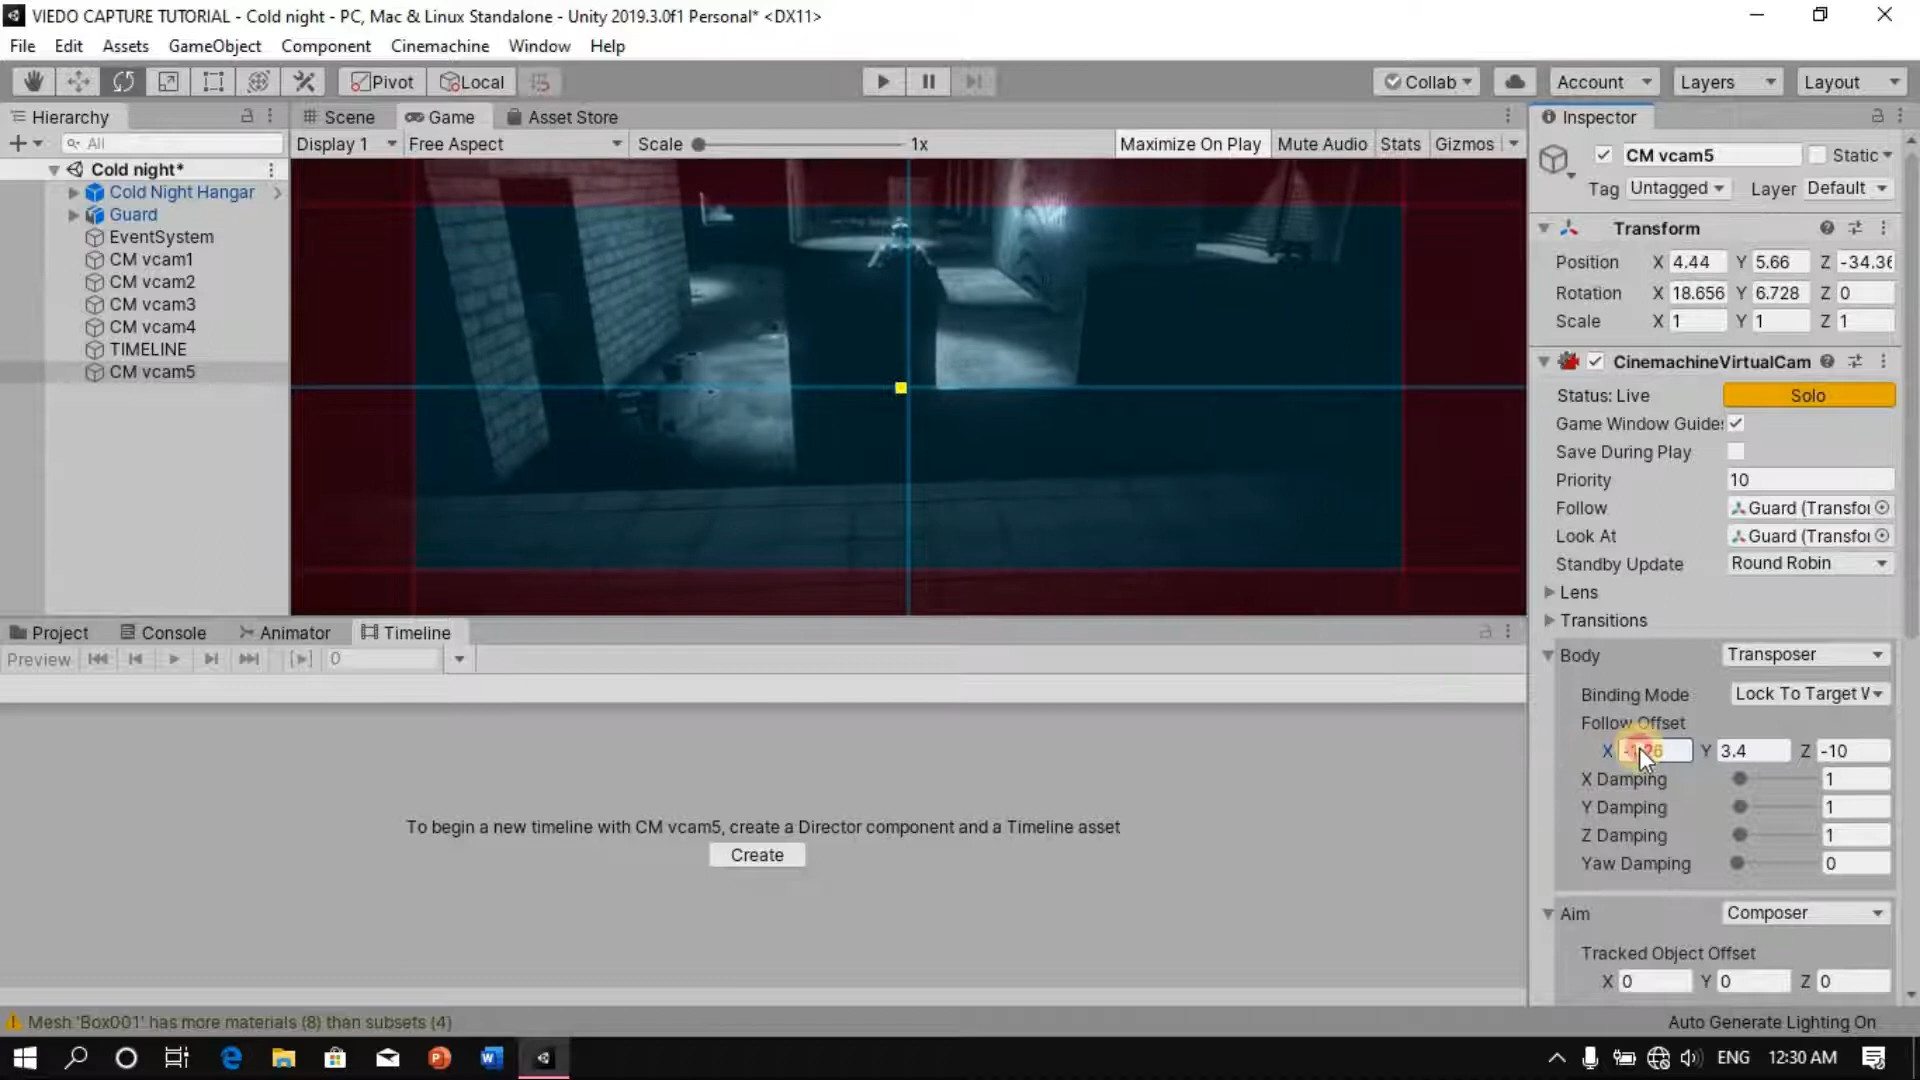 VIEDO CAPTURE TUTORIAL - Cold night - PC, Mac & Linux Standalone - Unity 2019.3.0f1 Personal* <DX11>
File Edit Assets GameObject Component Cinemachine Window Help
Pivot Local Collab Account Layers Layout
Hierarchy Scene Game Asset Store Inspector
All Display 1 Free Aspect Scale 1x Maximize On Play Mute Audio Stats Gizmos
CM vcam5 Static
Tag Untagged Layer Default
Cold night*
Cold Night Hangar
Guard
EventSystem
CM vcam1
CM vcam2
CM vcam3
CM vcam4
TIMELINE
CM vcam5
Transform
Position X 4.44 Y 5.66 Z -34.36
Rotation X 18.656 Y 6.728 Z 0
Scale X 1 Y 1 Z 1
CinemachineVirtualCam
Status: Live Solo
Game Window Guides
Save During Play
Priority 10
Follow Guard (Transfor
Look At Guard (Transfor
Standby Update Round Robin
Lens
Transitions
Body Transposer
Binding Mode Lock To Target W
Follow Offset
X Y 3.4 Z -10
X Damping 1
Y Damping 1
Z Damping 1
Yaw Damping 0
Aim Composer
Tracked Object Offset
X 0 Y 0 Z 0
Project Console Animator Timeline
Preview 0
To begin a new timeline with CM vcam5, create a Director component and a Timeline asset
Create
Mesh 'Box001' has more materials (8) than subsets (4)
Auto Generate Lighting On
ENG 12:30 AM